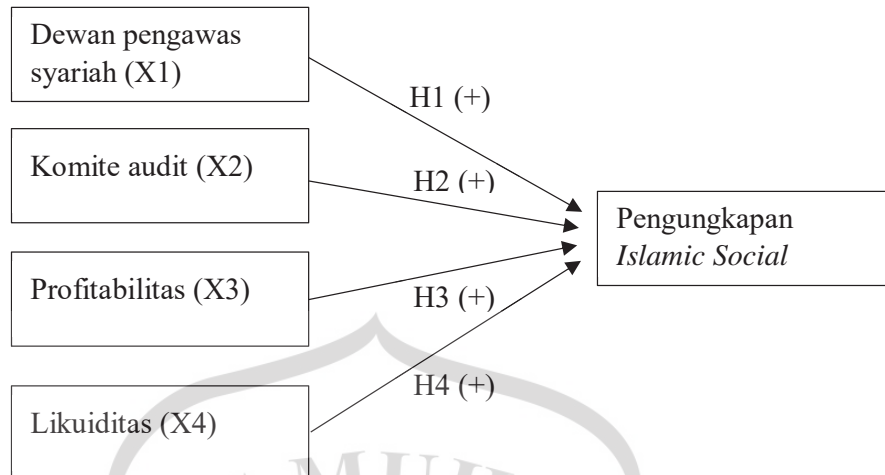 Dewan pengawas
syariah (X1)
H1 (+)
Komite audit (X2)
H2 (+)
Pengungkapan
Islamic Social
Profitabilitas (X3)
H3 (+)
H4 (+)
Likuiditas (X4)